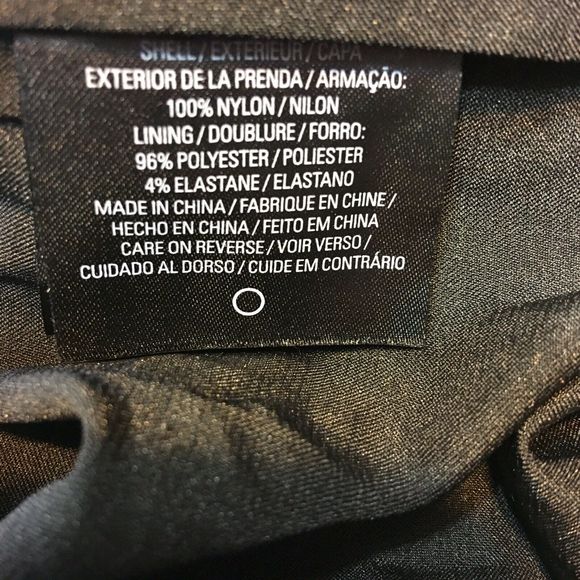 SHELL / EXTÉRIEUR / CAPA
EXTERIOR DE LA PRENDA / ARMAÇÃO:
100% NYLON / NILON
LINING / DOUBLURE / FORRO:
96% POLYESTER / POLIESTER
4% ELASTANE / ELASTANO
MADE IN CHINA / FABRIQUE EN CHINE /
HECHO EN CHINA / FEITO EM CHINA
CARE ON REVERSE / VOIR VERSO /
CUIDADO AL DORSO / CUIDE EM CONTRÁRIO